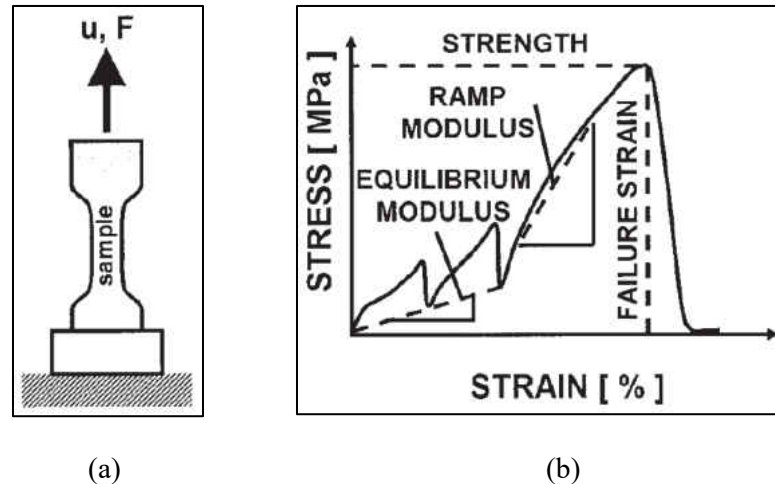 u, F
sample
(a)
STRESS [ MPa ]
STRENGTH
RAMP
MODULUS
EQUILIBRIUM
MODULUS
FAILURE STRAIN
STRAIN [ % ]
(b)